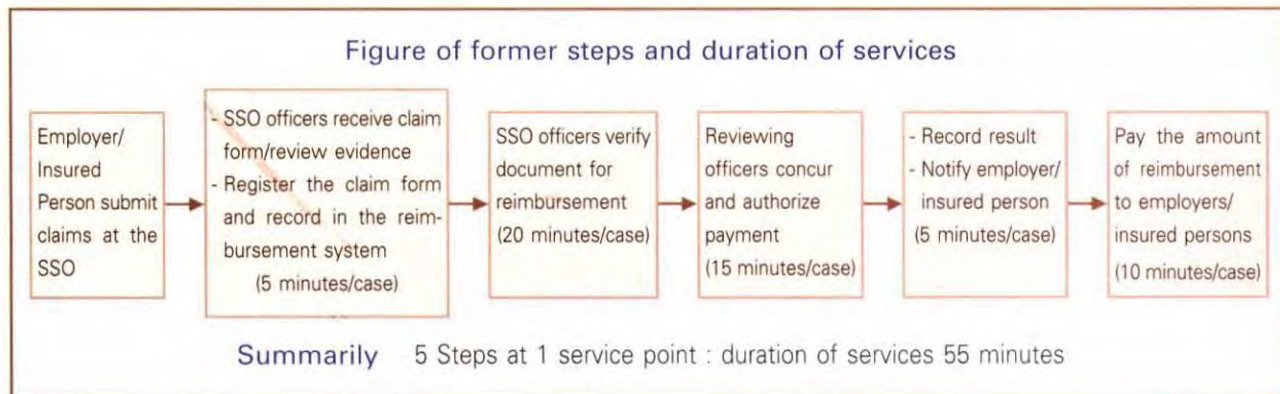 Figure of former steps and duration of services
Employer/
Insured
Person submit
claims at the
SSO
- SSO officers receive claim
form/review evidence
- Register the claim form
and record in the reim-
bursement system
(5 minutes/case)
SSO officers verify
document for
reimbursement
(20 minutes/case)
Reviewing
officers concur
and authorize
payment
(15 minutes/case)
- Record result
- Notify employer/
insured person
(5 minutes/case)
Pay the amount
of reimbursement
to employers/
insured persons
(10 minutes/case)
Summarily 5 Steps at 1 service point : duration of services 55 minutes